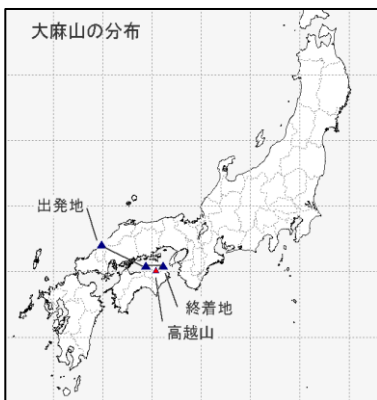 大麻山の分布
出発地
終着地
高越山